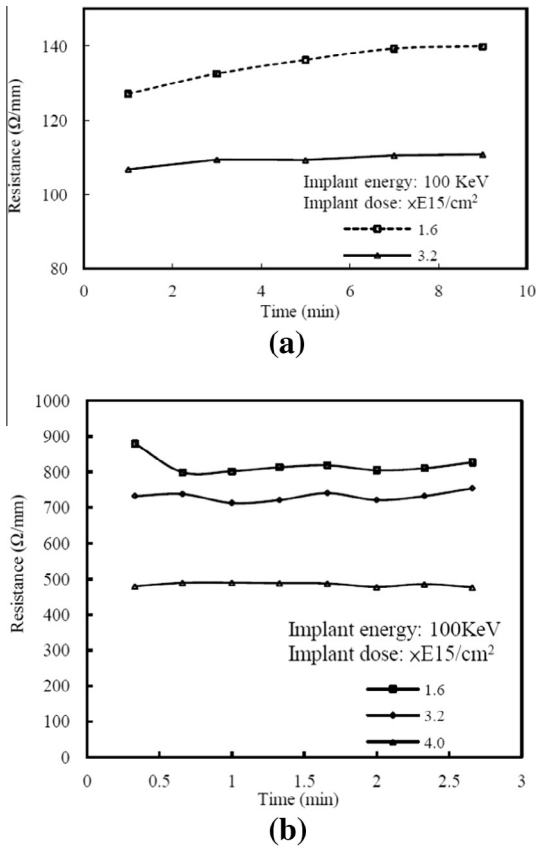 140
120
100
80
Resistance (Ω/mm)
Implant energy: 100 KeV
Implant dose: ×E15/cm²
1.6
3.2
0 2 4 6 8 10
Time (min)
(a)
1000
900
800
700
600
500
400
300
200
100
0
Resistance (Ω/mm)
Implant energy: 100KeV
Implant dose: ×E15/cm²
1.6
3.2
4.0
0 0.5 1 1.5 2 2.5 3
Time (min)
(b)